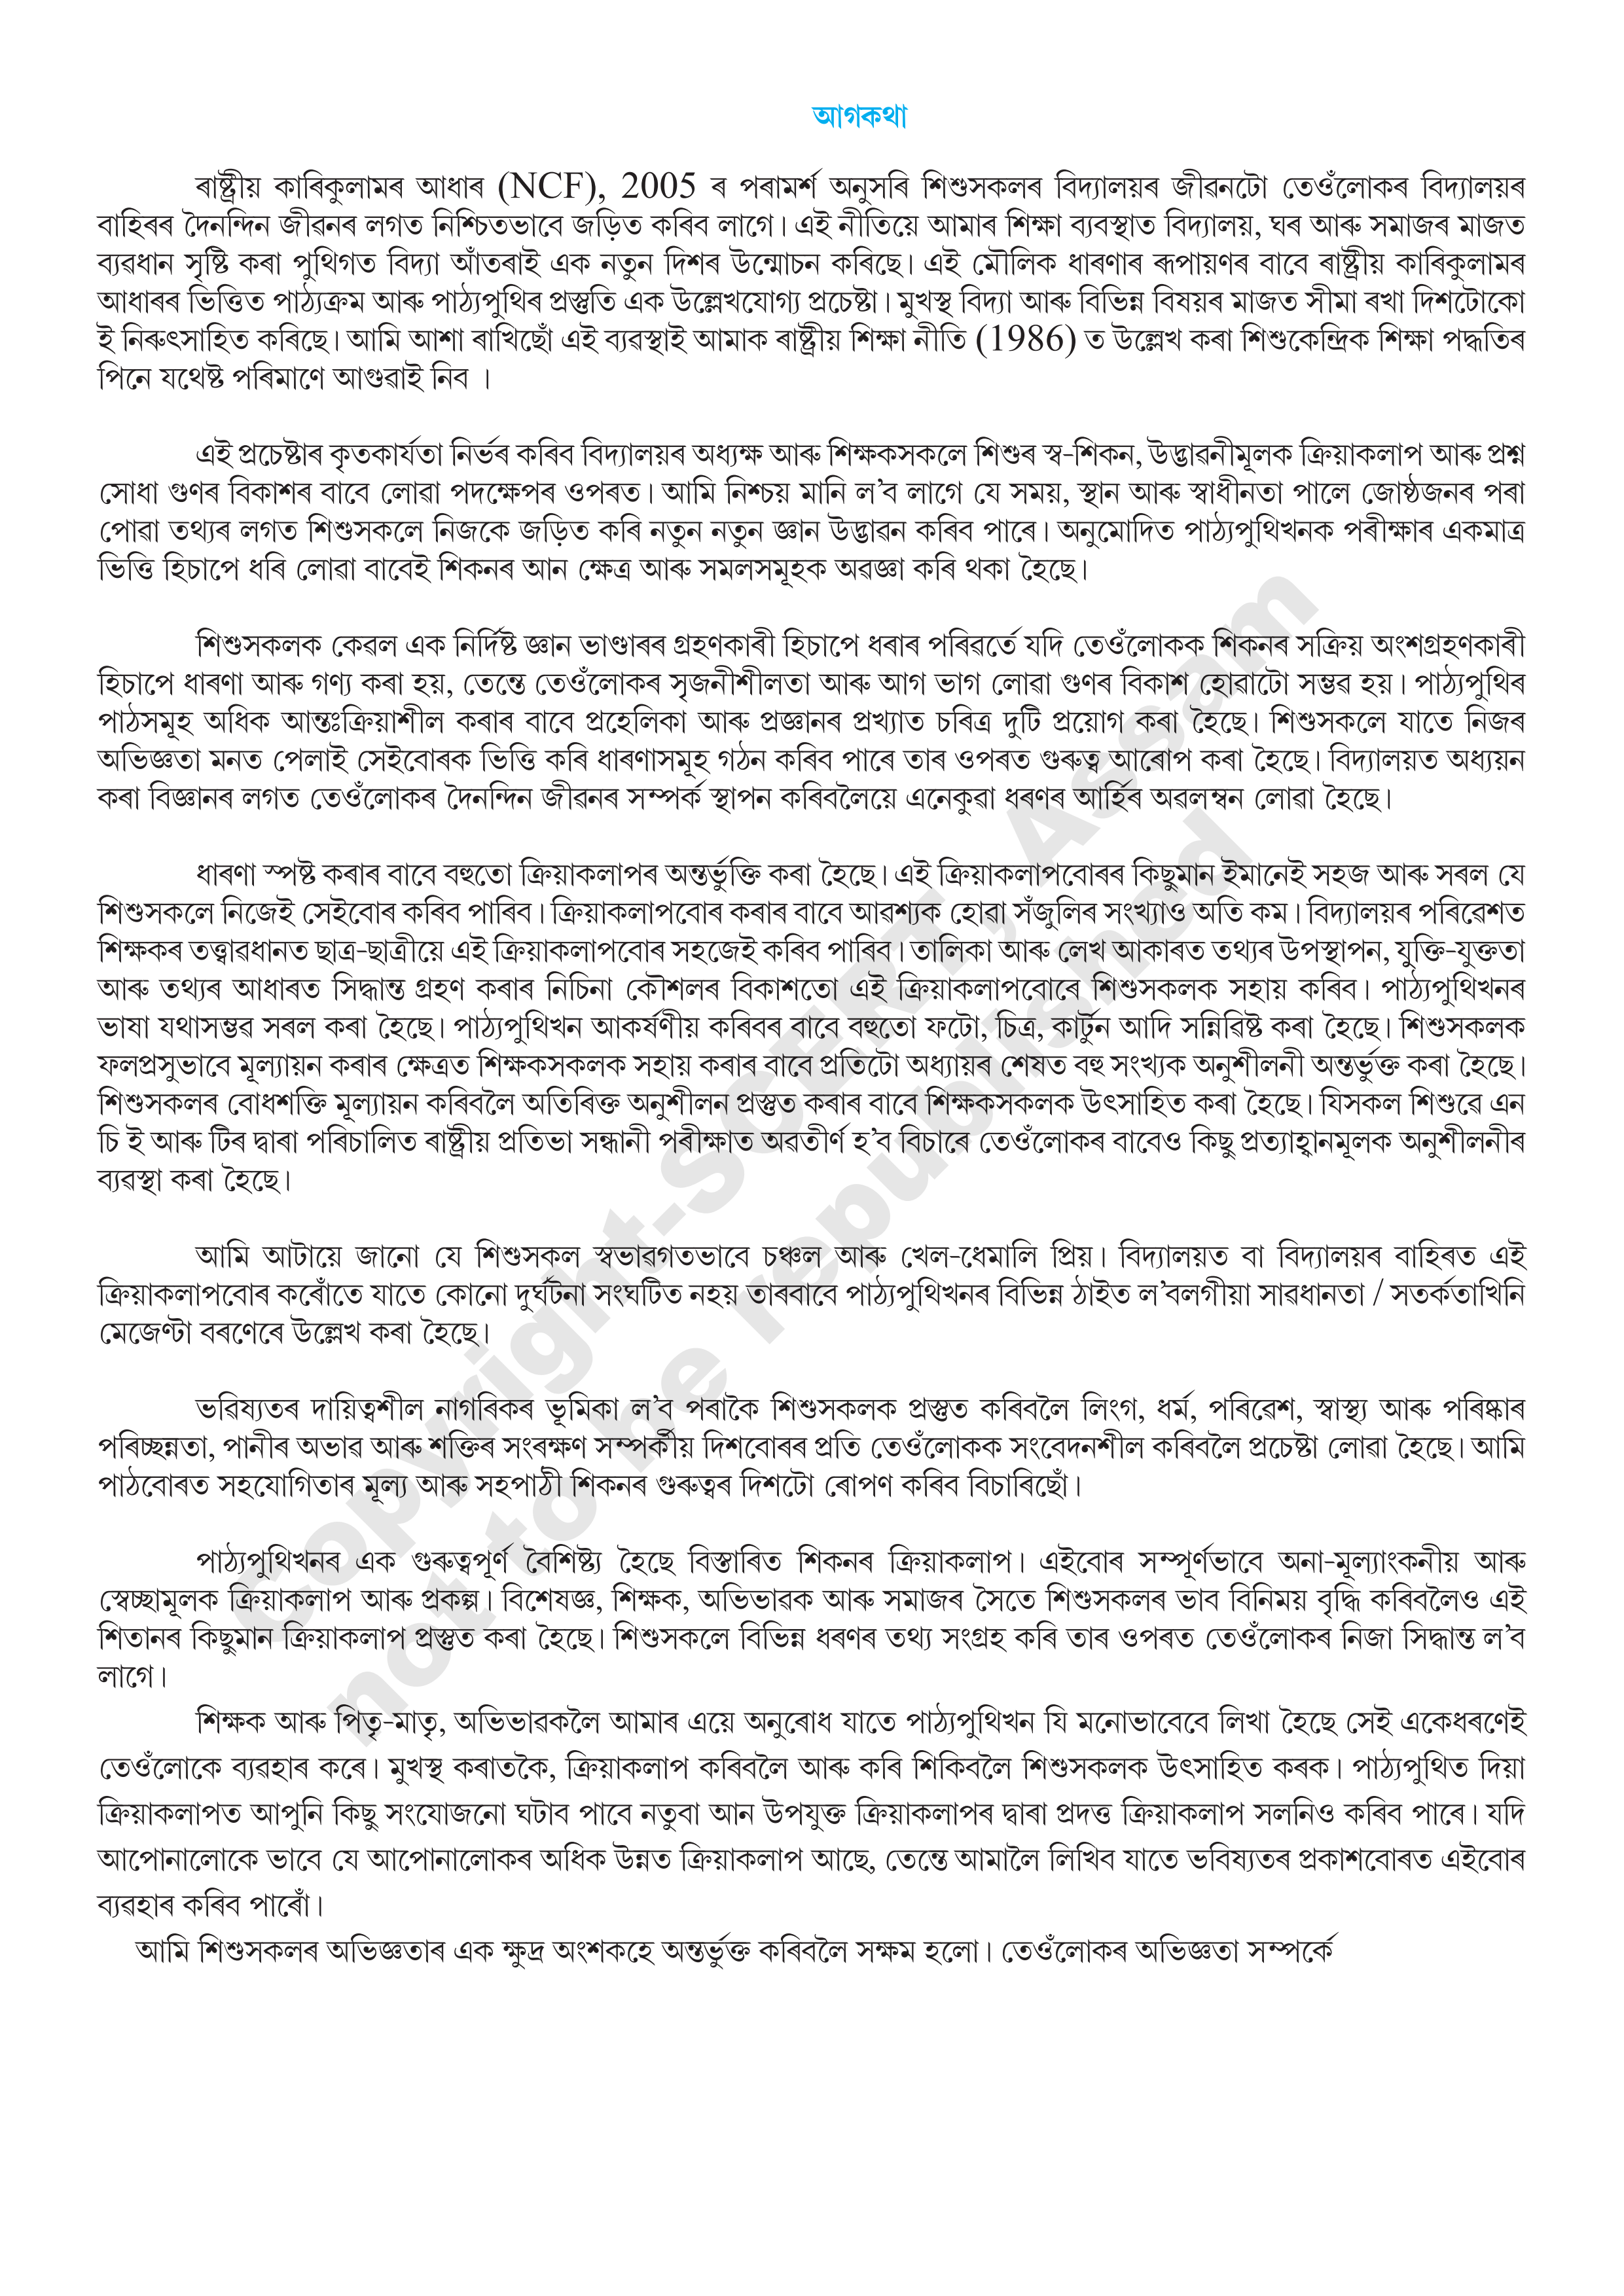 আগকথা
ৰাষ্ট্ৰীয় কাৰিকুলামৰ আধাৰ (NCF), 2005 ৰ পৰামৰ্শ অনুসৰি শিশুসকলৰ বিদ্যালয়ৰ জীৱনটো তেওঁলোকৰ বিদ্যালয়ৰ
বাহিৰৰ দৈনন্দিন জীৱনৰ লগত নিশ্চিতভাবে জড়িত কৰিব লাগে। এই নীতিয়ে আমাৰ শিক্ষা ব্যবস্থাত বিদ্যালয়, ঘৰ আৰু সমাজৰ মাজত
ব্যৱধান সৃষ্টি কৰা পুথিগত বিদ্যা আঁতৰাই এক নতুন দিশৰ উন্মোচন কৰিছে। এই মৌলিক ধাৰণাৰ ৰূপায়ণৰ বাবে ৰাষ্ট্ৰীয় কাৰিকুলামৰ
আধাৰৰ ভিত্তিত পাঠ্যক্ৰম আৰু পাঠ্যপুথিৰ প্ৰস্তুতি এক উল্লেখযোগ্য প্ৰচেষ্টা। মুখস্থ বিদ্যা আৰু বিভিন্ন বিষয়ৰ মাজত সীমা ৰখা দিশটোকো
ই নিৰুৎসাহিত কৰিছে। আমি আশা ৰাখিছোঁ এই ব্যৱস্থাই আমাক ৰাষ্ট্ৰীয় শিক্ষা নীতি (1986) ত উল্লেখ কৰা শিশুকেন্দ্ৰিক শিক্ষা পদ্ধতিৰ
পিনে যথেষ্ট পৰিমাণে আগুৱাই নিব ।
এই প্ৰচেষ্টাৰ কৃতকাৰ্যতা নিৰ্ভৰ কৰিব বিদ্যালয়ৰ অধ্যক্ষ আৰু শিক্ষকসকলে শিশুৰ স্ব-শিকন, উদ্ভাৱনীমূলক ক্ৰিয়াকলাপ আৰু প্ৰশ্ন
সোধা গুণৰ বিকাশৰ বাবে লোৱা পদক্ষেপৰ ওপৰত। আমি নিশ্চয় মানি ল’ব লাগে যে সময়, স্থান আৰু স্বাধীনতা পালে জোষ্ঠজনৰ পৰা
পোৱা তথ্যৰ লগত শিশুসকলে নিজকে জড়িত কৰি নতুন নতুন জ্ঞান উদ্ভাৱন কৰিব পাৰে। অনুমোদিত পাঠ্যপুথিখনক পৰীক্ষাৰ একমাত্ৰ
ভিত্তি হিচাপে ধৰি লোৱা বাবেই শিকনৰ আন ক্ষেত্ৰ আৰু সমলসমূহক অৱজ্ঞা কৰি থকা হৈছে।
শিশুসকলক কেৱল এক নিৰ্দিষ্ট জ্ঞান ভাণ্ডাৰৰ গ্ৰহণকাৰী হিচাপে ধৰাৰ পৰিৱৰ্তে যদি তেওঁলোকক শিকনৰ সক্ৰিয় অংশগ্ৰহণকাৰী
হিচাপে ধাৰণা আৰু গণ্য কৰা হয়, তেন্তে তেওঁলোকৰ সৃজনীশীলতা আৰু আগ ভাগ লোৱা গুণৰ বিকাশ হোৱাটো সম্ভৱ হয়। পাঠ্যপুথিৰ
পাঠসমূহ অধিক আন্তঃক্ৰিয়াশীল কৰাৰ বাবে প্ৰহেলিকা আৰু প্ৰজ্ঞানৰ প্ৰখ্যাত চৰিত্ৰ দুটি প্ৰয়োগ কৰা হৈছে। শিশুসকলে যাতে নিজৰ
অভিজ্ঞতা মনত পেলাই সেইবোৰক ভিত্তি কৰি ধাৰণাসমূহ গঠন কৰিব পাৰে তাৰ ওপৰত গুৰুত্ব আৰোপ কৰা হৈছে। বিদ্যালয়ত অধ্যয়ন
কৰা বিজ্ঞানৰ লগত তেওঁলোকৰ দৈনন্দিন জীৱনৰ সম্পৰ্ক স্থাপন কৰিবলৈয়ে এনেকুৱা ধৰণৰ আৰ্হিৰ অৱলম্বন লোৱা হৈছে।
ধাৰণা স্পষ্ট কৰাৰ বাবে বহুতো ক্ৰিয়াকলাপৰ অন্তৰ্ভুক্তি কৰা হৈছে। এই ক্ৰিয়াকলাপবোৰৰ কিছুমান ইমানেই সহজ আৰু সৰল যে
শিশুসকলে নিজেই সেইবোৰ কৰিব পাৰিব। ক্ৰিয়াকলাপবোৰ কৰাৰ বাবে আৱশ্যক হোৱা সঁজুলিৰ সংখ্যাও অতি কম। বিদ্যালয়ৰ পৰিৱেশত
শিক্ষকৰ তত্ত্বাৱধানত ছাত্ৰ-ছাত্ৰীয়ে এই ক্ৰিয়াকলাপবোৰ সহজেই কৰিব পাৰিব। তালিকা আৰু লেখ আকাৰত তথ্যৰ উপস্থাপন, যুক্তি-যুক্ততা
আৰু তথ্যৰ আধাৰত সিদ্ধান্ত গ্ৰহণ কৰাৰ নিচিনা কৌশলৰ বিকাশতো এই ক্ৰিয়াকলাপবোৰে শিশুসকলক সহায় কৰিব। পাঠ্যপুথিখনৰ
ভাষা যথাসম্ভৱ সৰল কৰা হৈছে। পাঠ্যপুথিখন আকৰ্ষণীয় কৰিবৰ বাবে বহুতো ফটো, চিত্ৰ, কাৰ্টুন আদি সন্নিৱিষ্ট কৰা হৈছে। শিশুসকলক
ফলপ্ৰসুভাবে মূল্যায়ন কৰাৰ ক্ষেত্ৰত শিক্ষকসকলক সহায় কৰাৰ বাবে প্ৰতিটো অধ্যায়ৰ শেষত বহু সংখ্যক অনুশীলনী অন্তৰ্ভুক্ত কৰা হৈছে।
শিশুসকলৰ বোধশক্তি মূল্যায়ন কৰিবলৈ অতিৰিক্ত অনুশীলন প্ৰস্তুত কৰাৰ বাবে শিক্ষকসকলক উৎসাহিত কৰা হৈছে। যিসকল শিশুৱে এন
চি ই আৰু টিৰ দ্বাৰা পৰিচালিত ৰাষ্ট্ৰীয় প্ৰতিভা সন্ধানী পৰীক্ষাত অৱতীৰ্ণ হ’ব বিচাৰে তেওঁলোকৰ বাবেও কিছু প্ৰত্যাহ্বানমূলক অনুশীলনীৰ
ব্যৱস্থা কৰা হৈছে।
আমি আটায়ে জানো যে শিশুসকল স্বভাৱগতভাবে চঞ্চল আৰু খেল-ধেমালি প্ৰিয়। বিদ্যালয়ত বা বিদ্যালয়ৰ বাহিৰত এই
ক্ৰিয়াকলাপবোৰ কৰোঁতে যাতে কোনো দুৰ্ঘটনা সংঘটিত নহয় তাৰবাবে পাঠ্যপুথিখনৰ বিভিন্ন ঠাইত ল’বলগীয়া সাৱধানতা / সতৰ্কতাখিনি
মেজেণ্টা বৰণেৰে উল্লেখ কৰা হৈছে।
ভৱিষ্যতৰ দায়িত্বশীল নাগৰিকৰ ভূমিকা ল’ব পৰাকৈ শিশুসকলক প্ৰস্তুত কৰিবলৈ লিংগ, ধৰ্ম, পৰিৱেশ, স্বাস্থ্য আৰু পৰিষ্কাৰ
পৰিচ্ছন্নতা, পানীৰ অভাৱ আৰু শক্তিৰ সংৰক্ষণ সম্পৰ্কীয় দিশবোৰৰ প্ৰতি তেওঁলোকক সংবেদনশীল কৰিবলৈ প্ৰচেষ্টা লোৱা হৈছে। আমি
পাঠবোৰত সহযোগিতাৰ মূল্য আৰু সহপাঠী শিকনৰ গুৰুত্বৰ দিশটো ৰোপণ কৰিব বিচাৰিছোঁ।
পাঠ্যপুথিখনৰ এক গুৰুত্বপূৰ্ণ বৈশিষ্ট্য হৈছে বিস্তাৰিত শিকনৰ ক্ৰিয়াকলাপ। এইবোৰ সম্পূৰ্ণভাবে অনা-মূল্যাংকনীয় আৰু
স্বেচ্ছামূলক ক্ৰিয়াকলাপ আৰু প্ৰকল্প। বিশেষজ্ঞ, শিক্ষক, অভিভাৱক আৰু সমাজৰ সৈতে শিশুসকলৰ ভাব বিনিময় বৃদ্ধি কৰিবলৈও এই
শিতানৰ কিছুমান ক্ৰিয়াকলাপ প্ৰস্তুত কৰা হৈছে। শিশুসকলে বিভিন্ন ধৰণৰ তথ্য সংগ্ৰহ কৰি তাৰ ওপৰত তেওঁলোকৰ নিজা সিদ্ধান্ত ল’ব
লাগে।
শিক্ষক আৰু পিতৃ-মাতৃ, অভিভাৱকলৈ আমাৰ এয়ে অনুৰোধ যাতে পাঠ্যপুথিখন যি মনোভাবেৰে লিখা হৈছে সেই একেধৰণেই
তেওঁলোকে ব্যৱহাৰ কৰে। মুখস্থ কৰাতকৈ, ক্ৰিয়াকলাপ কৰিবলৈ আৰু কৰি শিকিবলৈ শিশুসকলক উৎসাহিত কৰক। পাঠ্যপুথিত দিয়া
ক্ৰিয়াকলাপত আপুনি কিছু সংযোজনো ঘটাব পাৰে নতুবা আন উপযুক্ত ক্ৰিয়াকলাপৰ দ্বাৰা প্ৰদত্ত ক্ৰিয়াকলাপ সলনিও কৰিব পাৰে। যদি
আপোনালোকে ভাবে যে আপোনালোকৰ অধিক উন্নত ক্ৰিয়াকলাপ আছে, তেন্তে আমালৈ লিখিব যাতে ভবিষ্যতৰ প্ৰকাশবোৰত এইবোৰ
ব্যৱহাৰ কৰিব পাৰোঁ।
আমি শিশুসকলৰ অভিজ্ঞতাৰ এক ক্ষুদ্ৰ অংশকহে অন্তৰ্ভুক্ত কৰিবলৈ সক্ষম হলো। তেওঁলোকৰ অভিজ্ঞতা সম্পৰ্কে
Copyright-SCERT, Assam
not to be republished